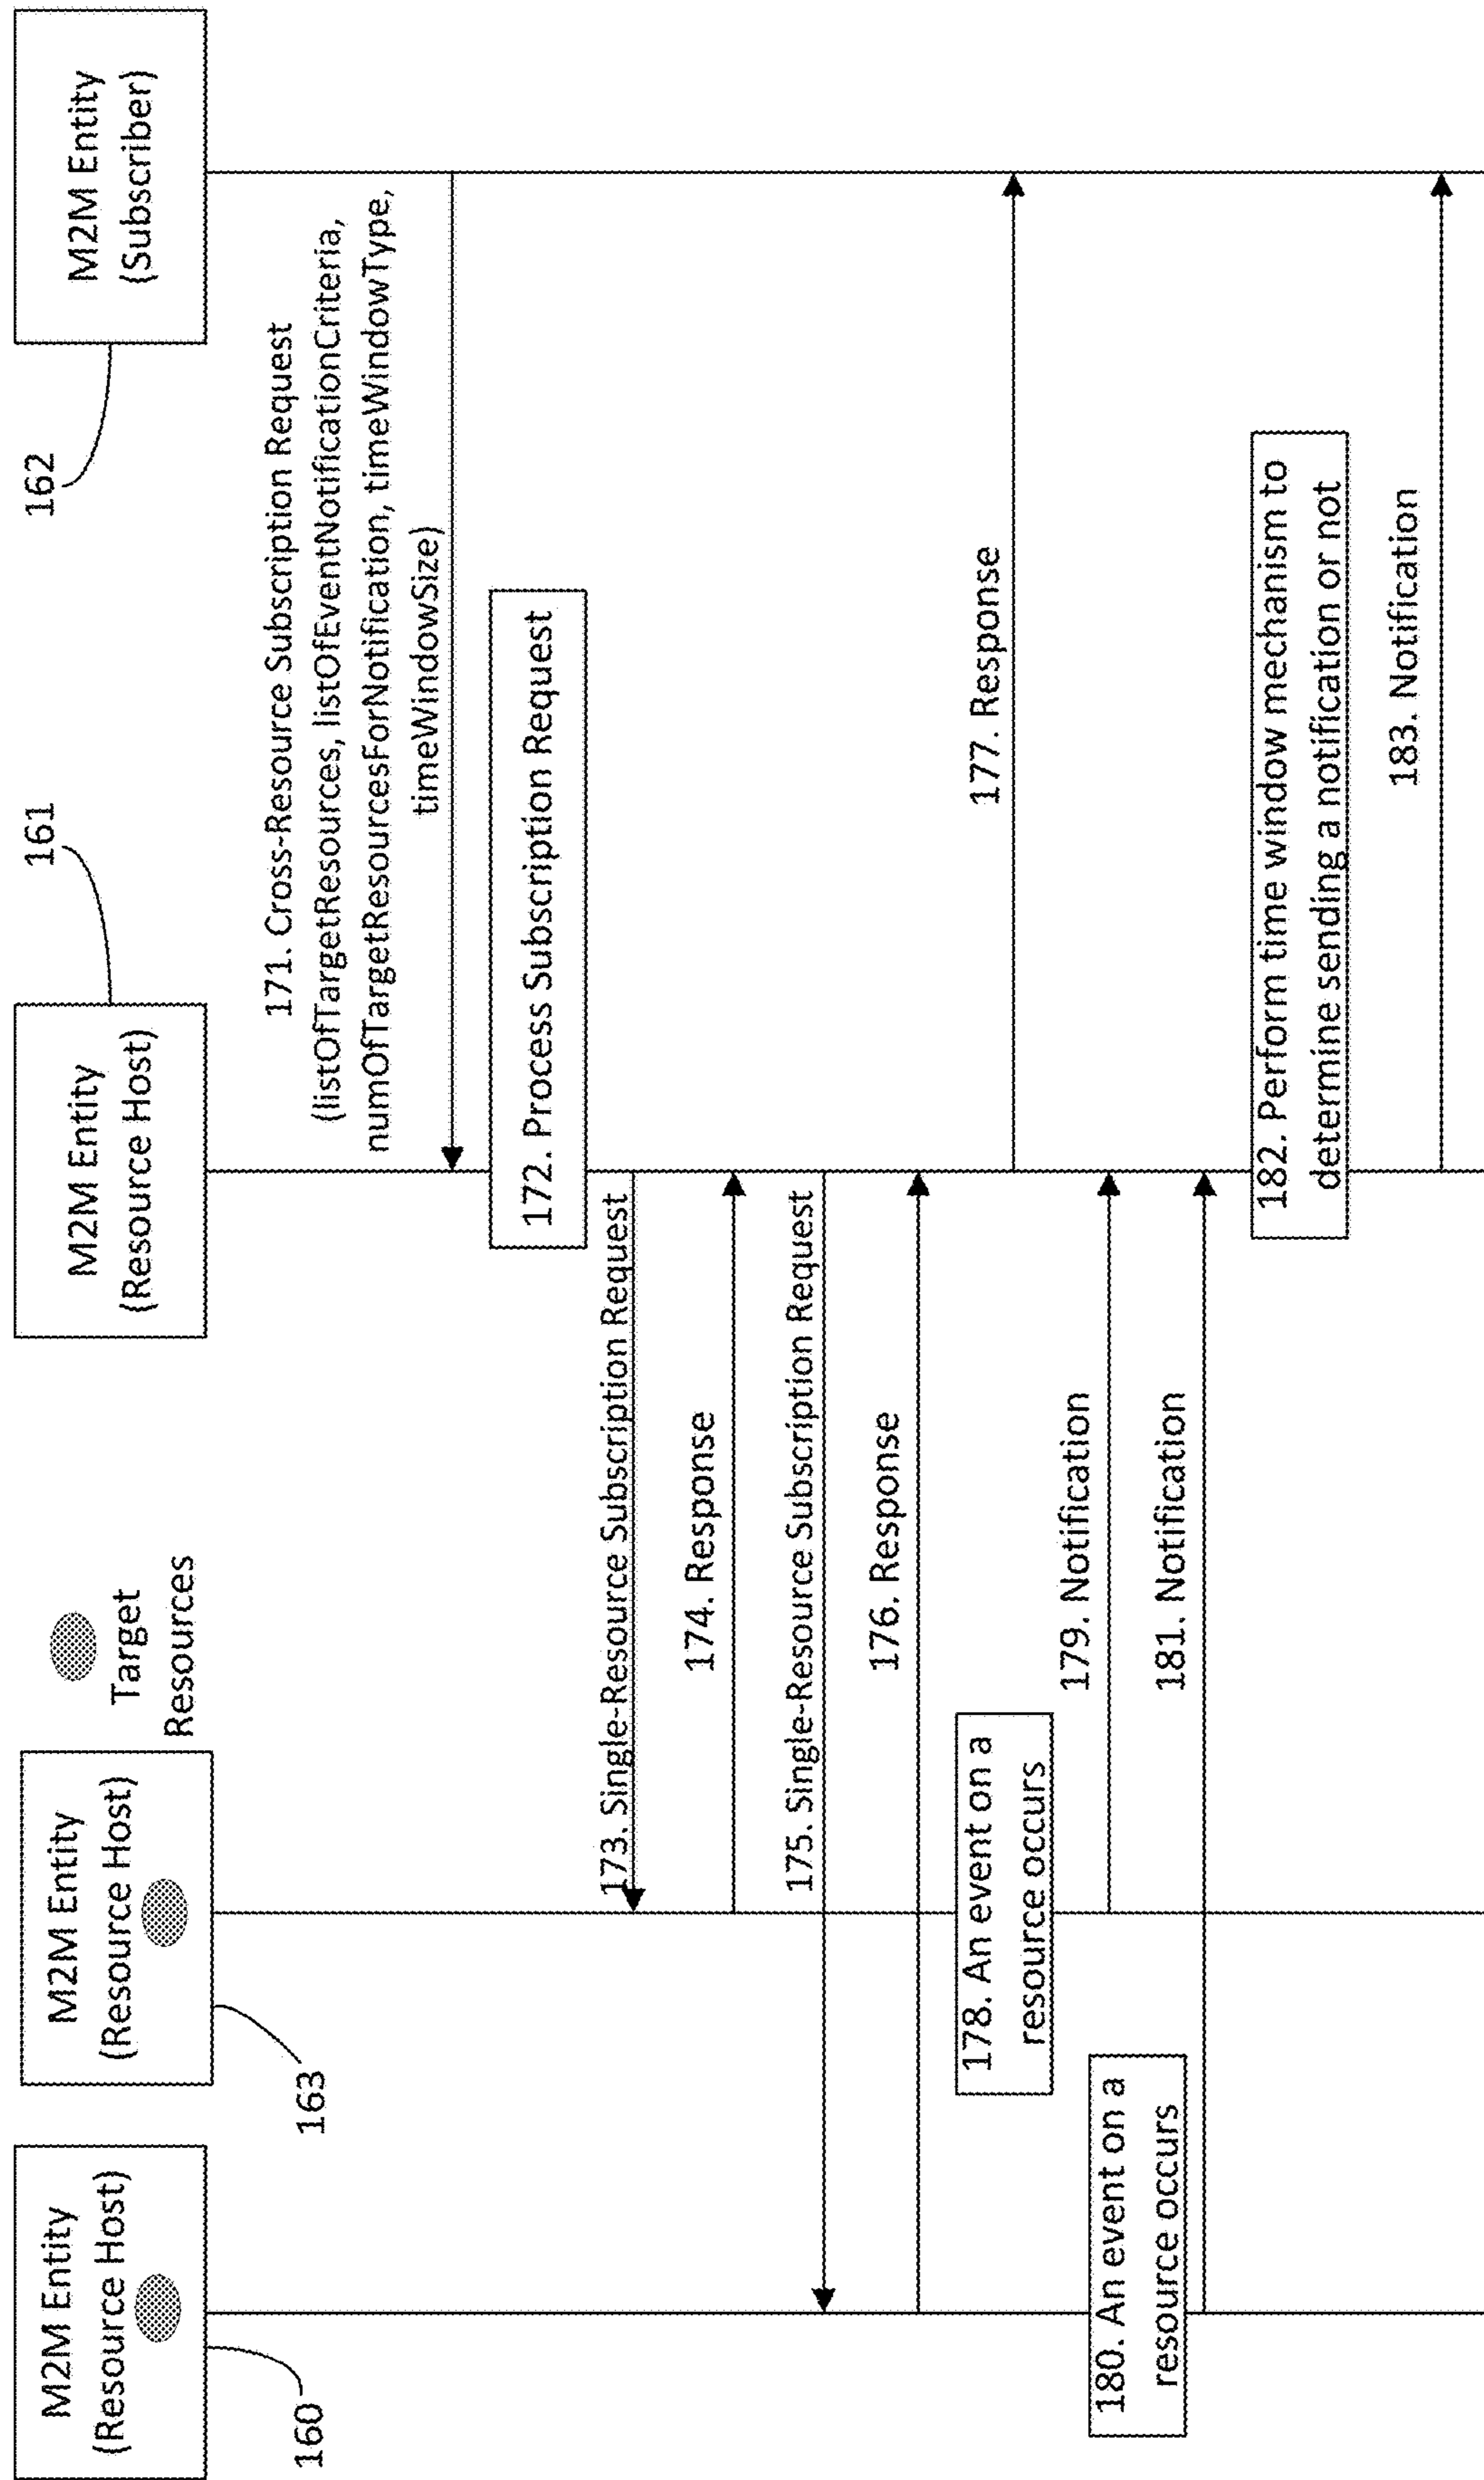 M2M Entity
(Resource Host)
160
M2M Entity
(Resource Host)
163
Target
Resources
M2M Entity
(Resource Host)
161
M2M Entity
(Subscriber)
162
171. Cross-Resource Subscription Request
(listOfTargetResources, listOfEventNotificationCriteria,
numOfTargetResourcesForNotification, timeWindowType,
timeWindowSize)
172. Process Subscription Request
173. Single-Resource Subscription Request
174. Response
175. Single-Resource Subscription Request
176. Response
177. Response
178. An event on a
resource occurs
179. Notification
180. An event on a
resource occurs
181. Notification
182. Perform time window mechanism to
determine sending a notification or not
183. Notification